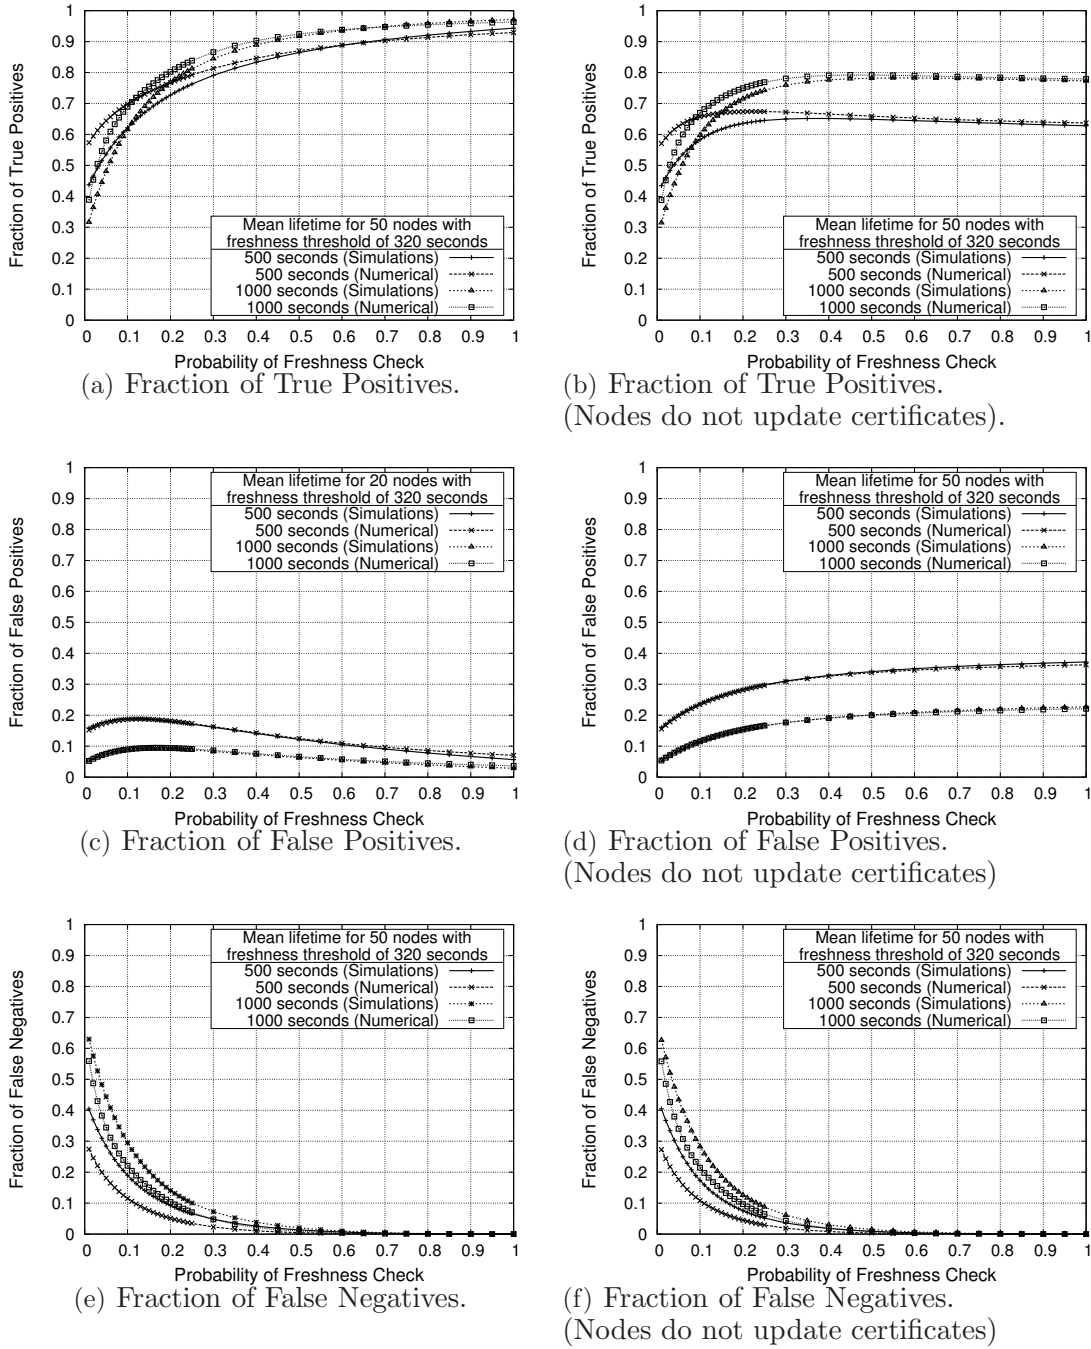 1
0.9
0.8
0.7
0.6
0.5
0.4
0.3
0.2
0.1
0
Fraction of True Positives
Mean lifetime for 50 nodes with
freshness threshold of 320 seconds
500 seconds (Simulations)
500 seconds (Numerical)
1000 seconds (Simulations)
1000 seconds (Numerical)
0 0.1 0.2 0.3 0.4 0.5 0.6 0.7 0.8 0.9 1
Probability of Freshness Check
(a) Fraction of True Positives.
1
0.9
0.8
0.7
0.6
0.5
0.4
0.3
0.2
0.1
0
Fraction of True Positives
Mean lifetime for 50 nodes with
freshness threshold of 320 seconds
500 seconds (Simulations)
500 seconds (Numerical)
1000 seconds (Simulations)
1000 seconds (Numerical)
0 0.1 0.2 0.3 0.4 0.5 0.6 0.7 0.8 0.9 1
Probability of Freshness Check
(b) Fraction of True Positives.
(Nodes do not update certificates).
1
0.9
0.8
0.7
0.6
0.5
0.4
0.3
0.2
0.1
0
Fraction of False Positives
Mean lifetime for 20 nodes with
freshness threshold of 320 seconds
500 seconds (Simulations)
500 seconds (Numerical)
1000 seconds (Simulations)
1000 seconds (Numerical)
0 0.1 0.2 0.3 0.4 0.5 0.6 0.7 0.8 0.9 1
Probability of Freshness Check
(c) Fraction of False Positives.
1
0.9
0.8
0.7
0.6
0.5
0.4
0.3
0.2
0.1
0
Fraction of False Positives
Mean lifetime for 50 nodes with
freshness threshold of 320 seconds
500 seconds (Simulations)
500 seconds (Numerical)
1000 seconds (Simulations)
1000 seconds (Numerical)
0 0.1 0.2 0.3 0.4 0.5 0.6 0.7 0.8 0.9 1
Probability of Freshness Check
(d) Fraction of False Positives.
(Nodes do not update certificates)
1
0.9
0.8
0.7
0.6
0.5
0.4
0.3
0.2
0.1
0
Fraction of False Negatives
Mean lifetime for 50 nodes with
freshness threshold of 320 seconds
500 seconds (Simulations)
500 seconds (Numerical)
1000 seconds (Simulations)
1000 seconds (Numerical)
0 0.1 0.2 0.3 0.4 0.5 0.6 0.7 0.8 0.9 1
Probability of Freshness Check
(e) Fraction of False Negatives.
1
0.9
0.8
0.7
0.6
0.5
0.4
0.3
0.2
0.1
0
Fraction of False Negatives
Mean lifetime for 50 nodes with
freshness threshold of 320 seconds
500 seconds (Simulations)
500 seconds (Numerical)
1000 seconds (Simulations)
1000 seconds (Numerical)
0 0.1 0.2 0.3 0.4 0.5 0.6 0.7 0.8 0.9 1
Probability of Freshness Check
(f) Fraction of False Negatives.
(Nodes do not update certificates)